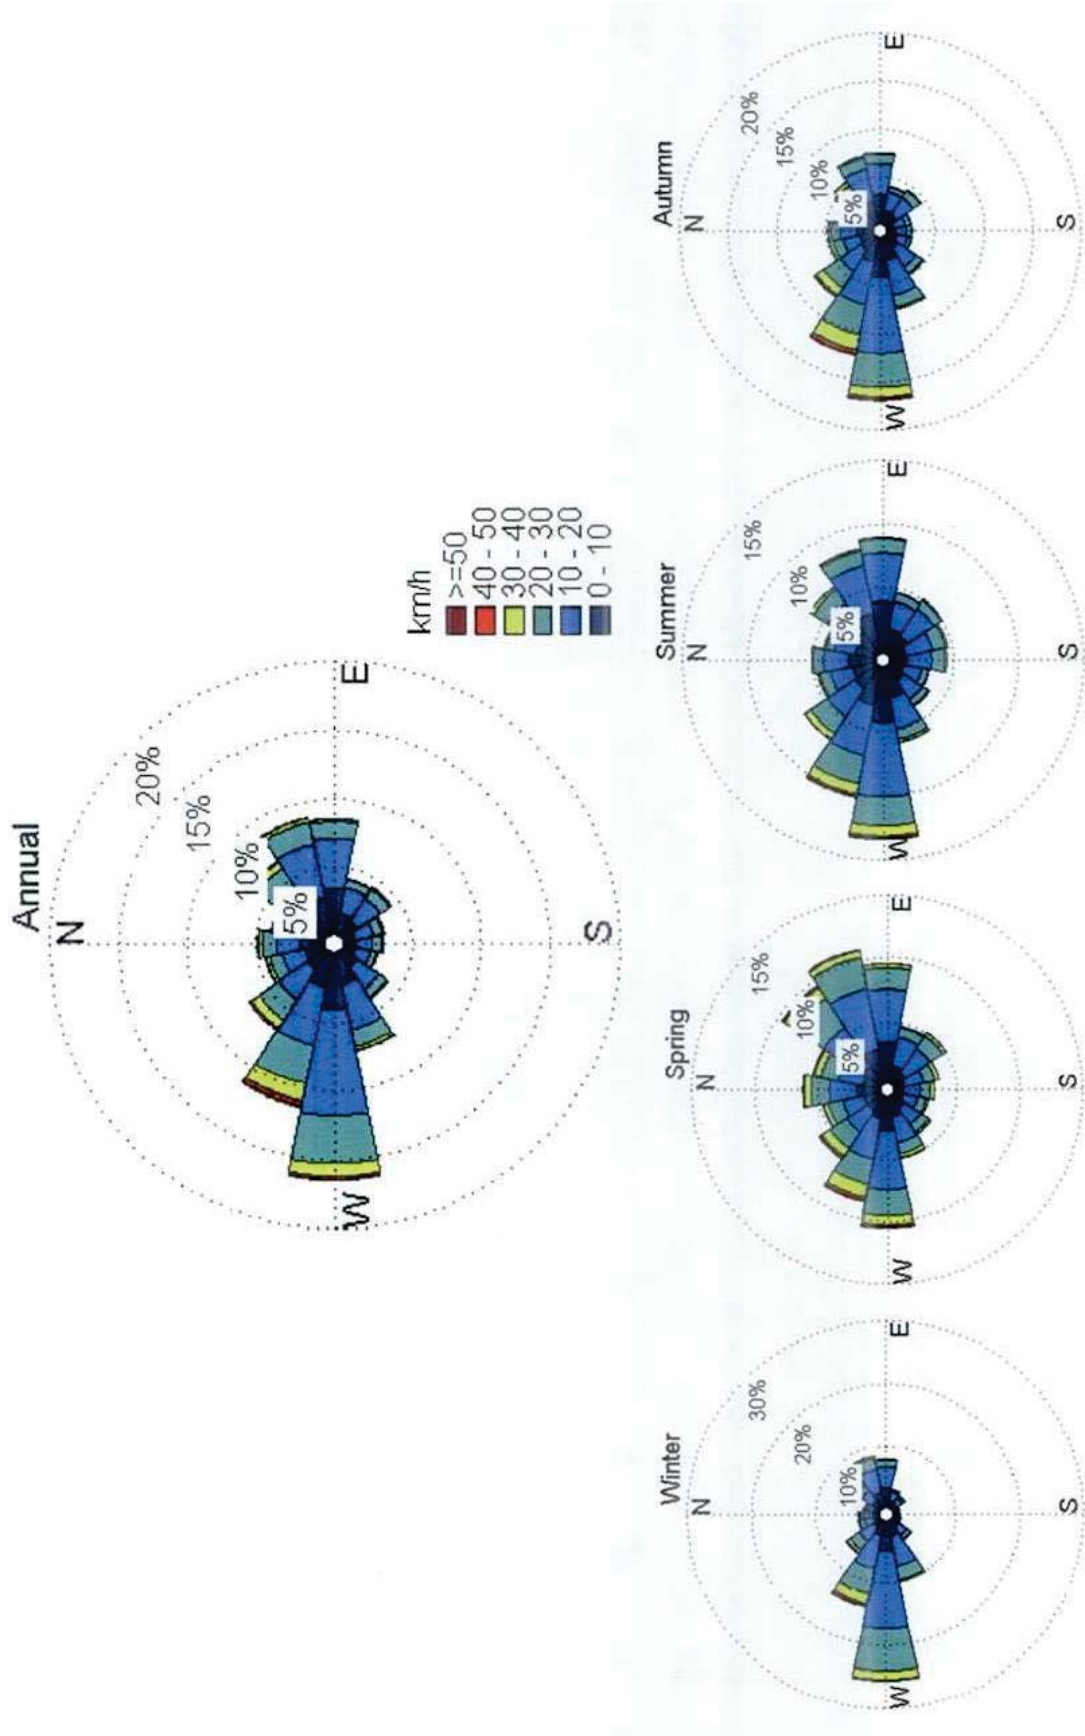 Annual
N
20%
15%
10%
5%
E
W
S
km/h
>=50
40 - 50
30 - 40
20 - 30
10 - 20
0 - 10
Winter
N
30%
20%
10%
E
W
S
Spring
N
15%
10%
5%
E
W
S
Summer
N
15%
10%
5%
E
W
S
Autumn
N
20%
15%
10%
5%
E
W
S